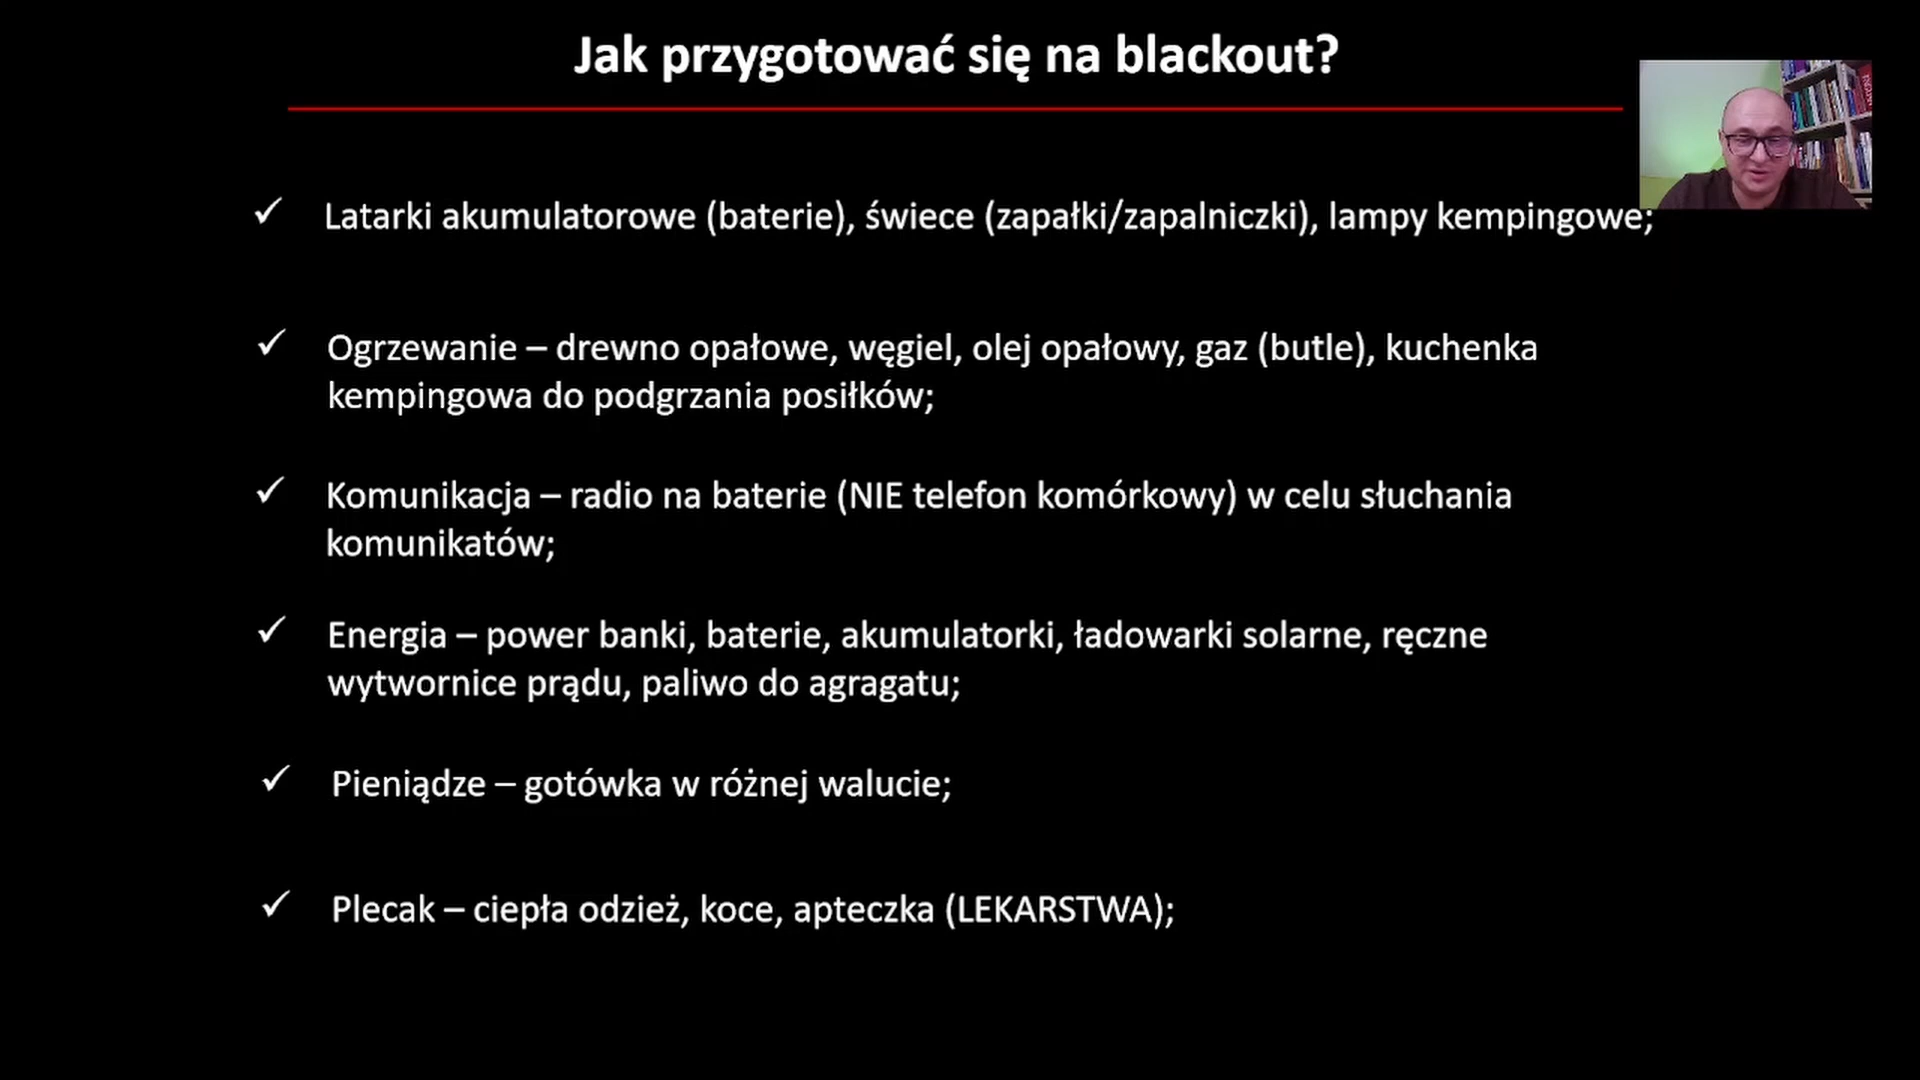 Jak przygotować się na blackout?
✓ Latarki akumulatorowe (baterie), świece (zapałki/zapalniczki), lampy kempingowe;
✓ Ogrzewanie – drewno opałowe, węgiel, olej opałowy, gaz (butle), kuchenka
kempingowa do podgrzania posiłków;
✓ Komunikacja – radio na baterie (NIE telefon komórkowy) w celu słuchania
komunikatów;
✓ Energia – power banki, baterie, akumulatorki, ładowarki solarne, ręczne
wytwornice prądu, paliwo do agragatu;
✓ Pieniądze – gotówka w różnej walucie;
✓ Plecak – ciepła odzież, koce, apteczka (LEKARSTWA);